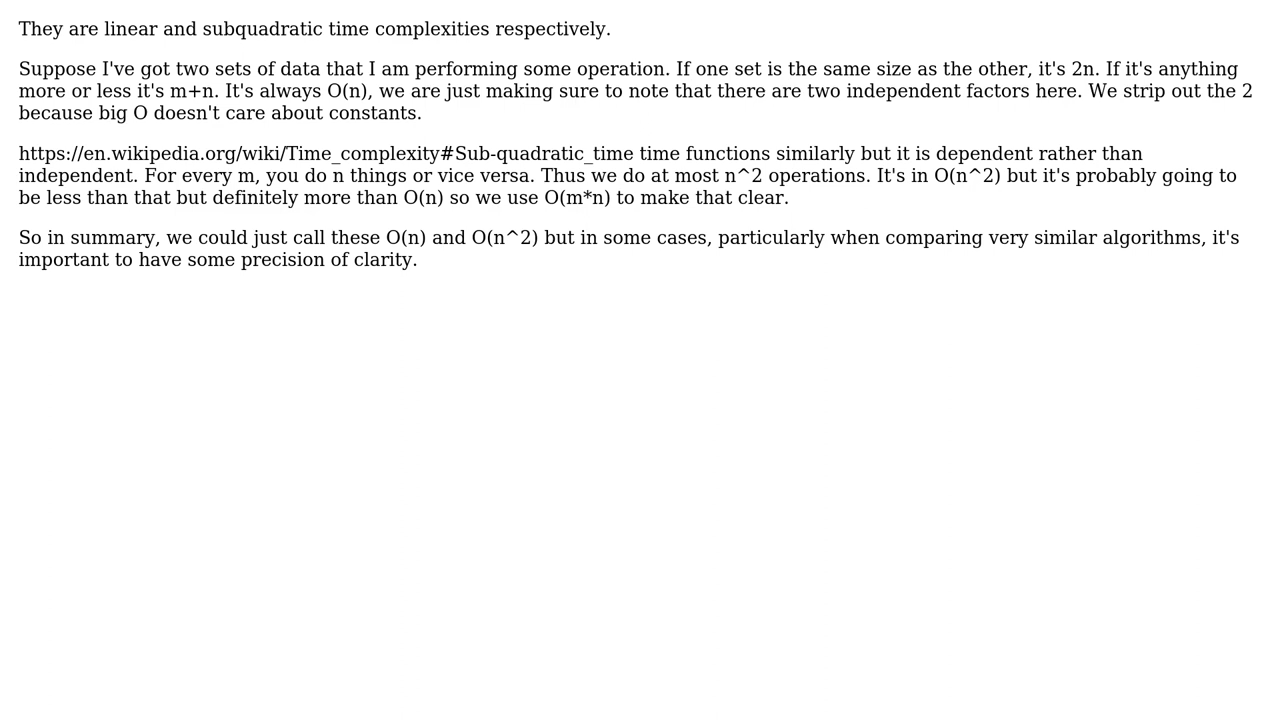 They are linear and subquadratic time complexities respectively.
Suppose I've got two sets of data that I am performing some operation. If one set is the same size as the other, it's 2n. If it's anything
more or less it's m+n. It's always O(n), we are just making sure to note that there are two independent factors here. We strip out the 2
because big O doesn't care about constants.
https://en.wikipedia.org/wiki/Time_complexity#Sub-quadratic_time time functions similarly but it is dependent rather than
independent. For every m, you do n things or vice versa. Thus we do at most n^2 operations. It's in O(n^2) but it's probably going to
be less than that but definitely more than O(n) so we use O(m*n) to make that clear.
So in summary, we could just call these O(n) and O(n^2) but in some cases, particularly when comparing very similar algorithms, it's
important to have some precision of clarity.